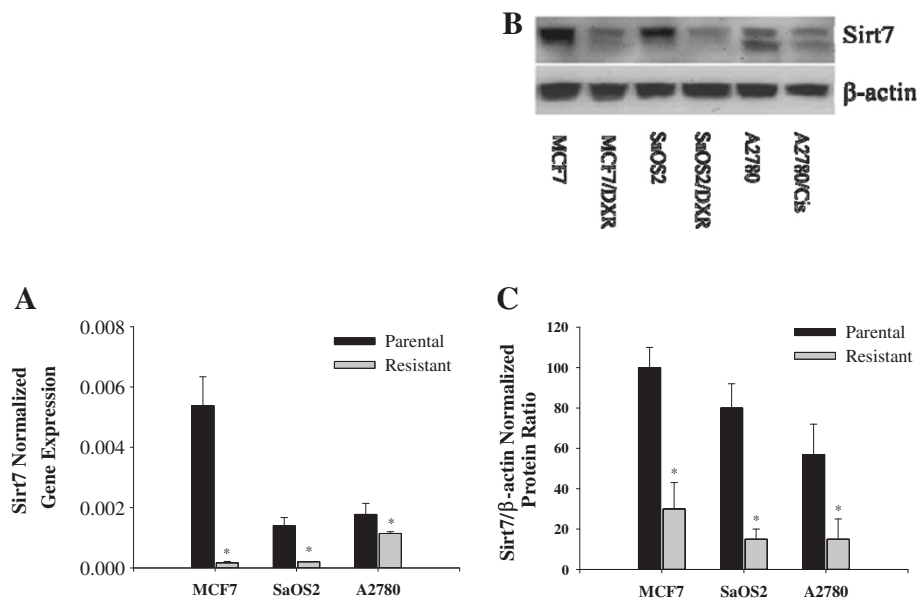 B
Sirt7
β-actin
MCF7
MCF7/DXR
SaOS2
SaOS2/DXR
A2780
A2780/Cis
A
Sirt7 Normalized
Gene Expression
0.008
0.006
0.004
0.002
0.000
Parental
Resistant
*
*
*
MCF7
SaOS2
A2780
C
Sirt7/β-actin Normalized
Protein Ratio
120
100
80
60
40
20
0
Parental
Resistant
*
*
*
MCF7
SaOS2
A2780